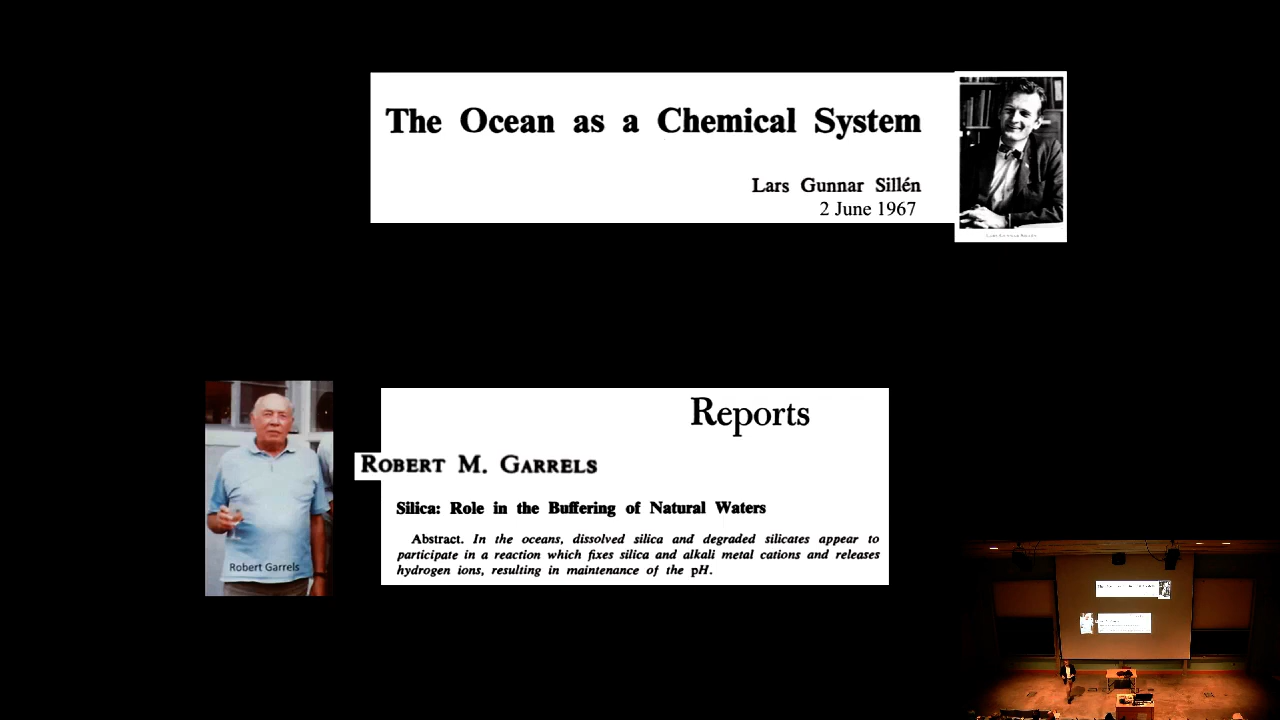 The Ocean as a Chemical System
Lars Gunnar Sillén
2 June 1967
Reports
ROBERT M. GARRELS
Silica: Role in the Buffering of Natural Waters
Abstract. In the oceans, dissolved silica and degraded silicates appear to
participate in a reaction which fixes silica and alkali metal cations and releases
hydrogen ions, resulting in maintenance of the pH.
Robert Garrels